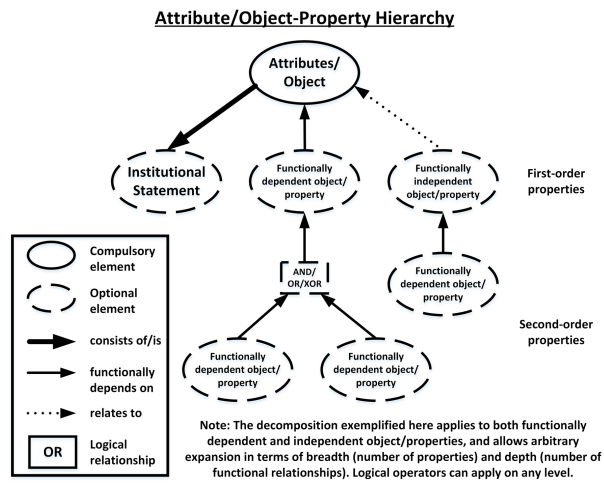 Attribute/Object-Property Hierarchy
Attributes/
Object
Institutional
Statement
Functionally
dependent object/
property
Functionally
independent
object/property
First-order
properties
AND/
OR/XOR
Functionally
dependent object/
property
Functionally
dependent object/
property
Functionally
dependent object/
property
Second-order
properties
Compulsory
element
Optional
element
consists of/is
functionally
depends on
relates to
OR
Logical
relationship
Note: The decomposition exemplified here applies to both functionally
dependent and independent object/properties, and allows arbitrary
expansion in terms of breadth (number of properties) and depth (number of
functional relationships). Logical operators can apply on any level.